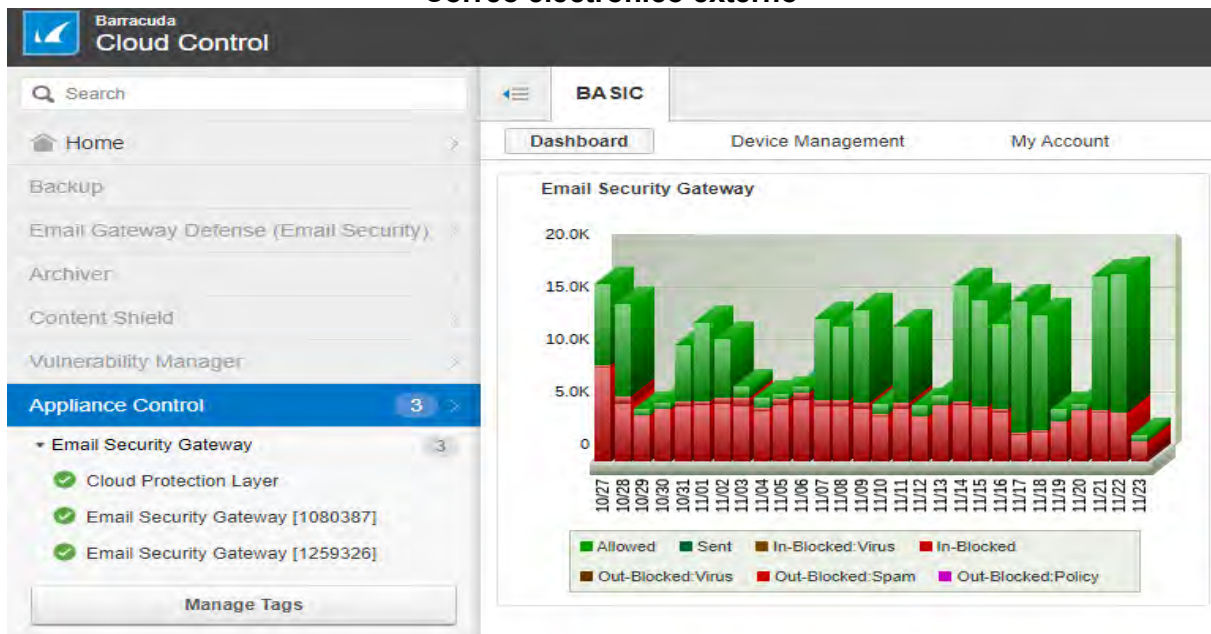 Correo electrónico externo
Barracuda
Cloud Control
Search
Home
Backup
Email Gateway Defense (Email Security)
Archiver
Content Shield
Vulnerability Manager
Appliance Control 3
Email Security Gateway 3
Cloud Protection Layer
Email Security Gateway [1080387]
Email Security Gateway [1259326]
Manage Tags
BASIC
Dashboard Device Management My Account
Email Security Gateway
20.0K
15.0K
10.0K
5.0K
0
10/27 10/28 10/29 10/30 10/31 11/01 11/02 11/03 11/04 11/05 11/06 11/07 11/08 11/09 11/10 11/11 11/12 11/13 11/14 11/15 11/16 11/17 11/18 11/19 11/20 11/21 11/22 11/23
Allowed Sent In-Blocked:Virus In-Blocked
Out-Blocked:Virus Out-Blocked:Spam Out-Blocked:Policy